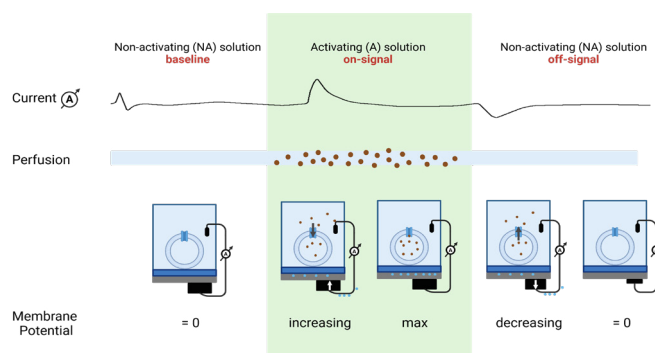 Non-activating (NA) solution
baseline
Activating (A) solution
on-signal
Non-activating (NA) solution
off-signal
Current A
Perfusion
A
A
A
A
A
Membrane
Potential
= 0
increasing
max
decreasing
= 0